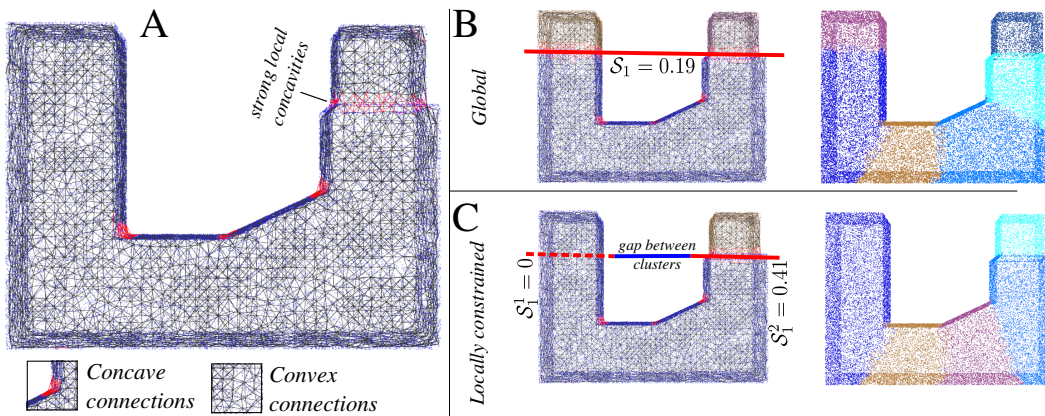 A
strong local
concavities
Concave
connections
Convex
connections
B
Global
S₁ = 0.19
C
Locally constrained
gap between
clusters
S₁¹ = 0
S₁² = 0.41